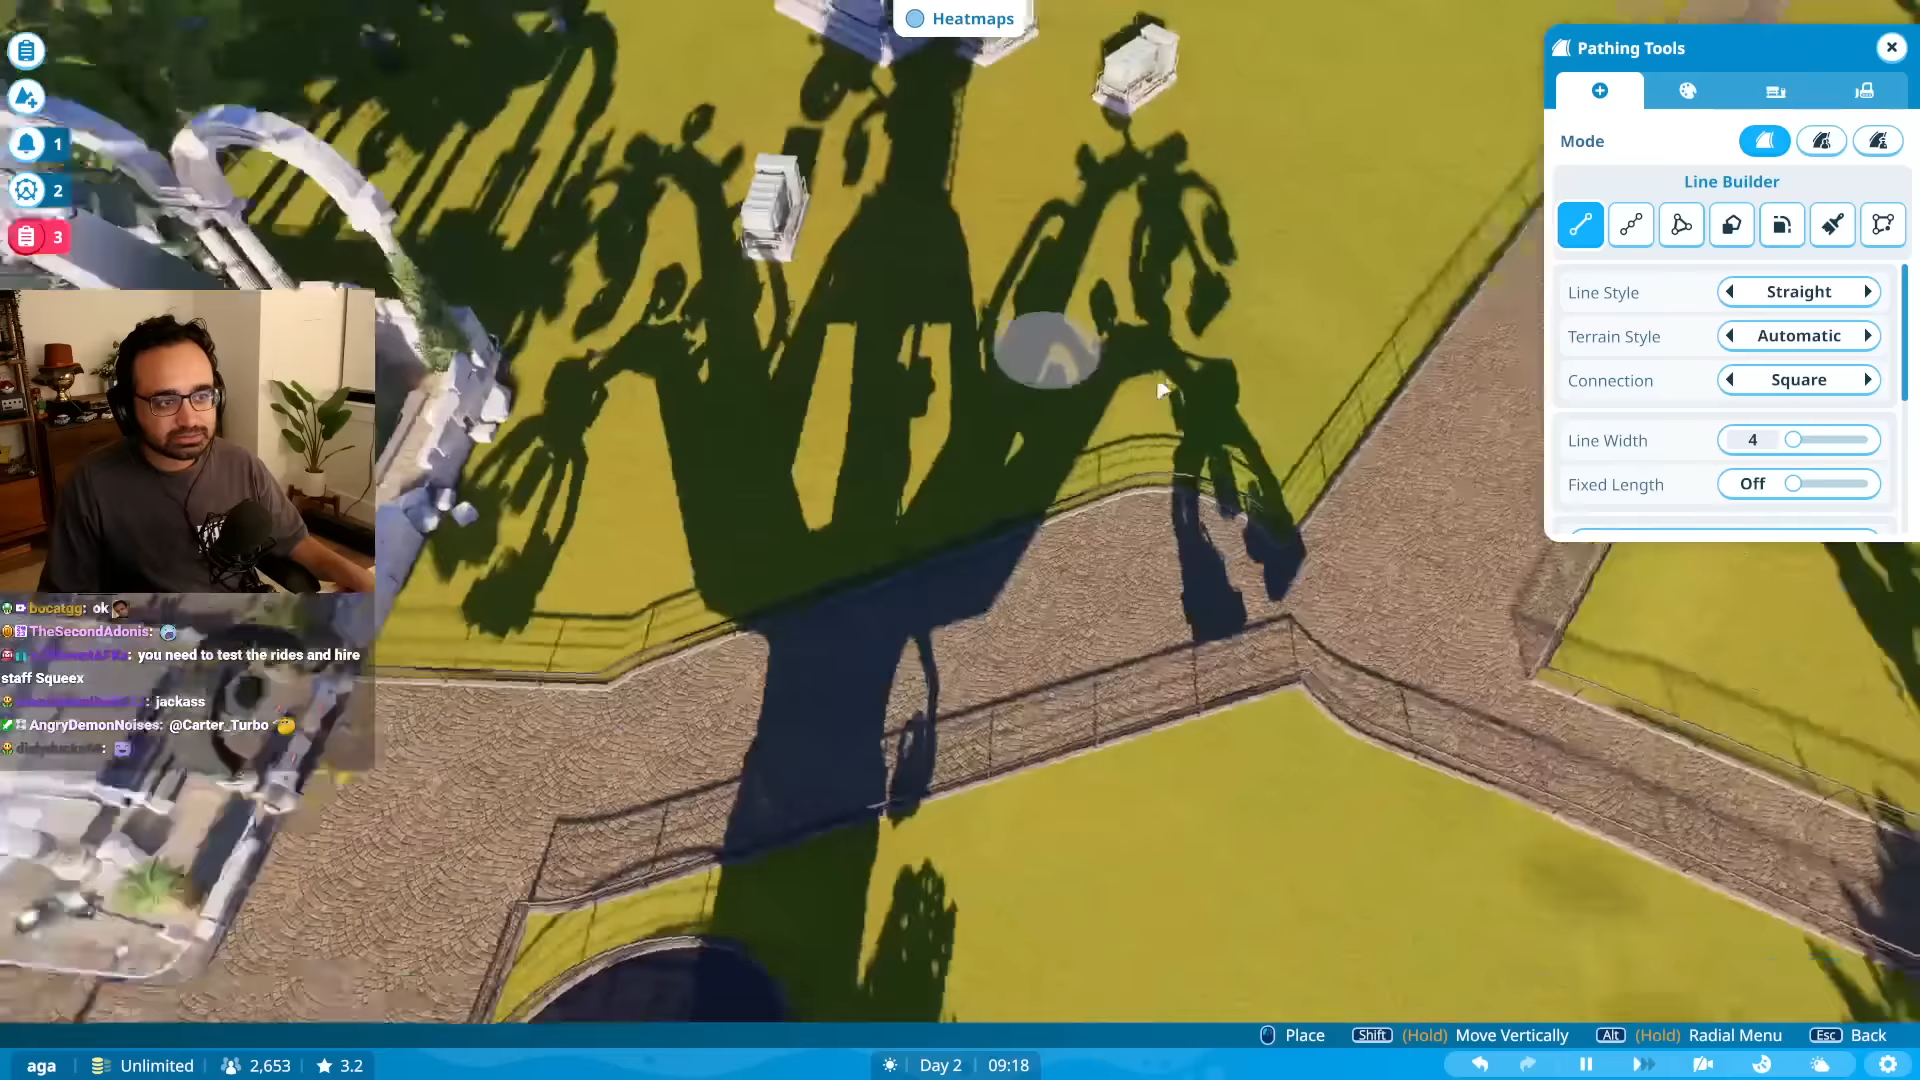 Heatmaps
1
2
3
Pathing Tools
Mode
Line Builder
Line Style
Straight
Terrain Style
Automatic
Connection
Square
Line Width
4
Fixed Length
Off
bocatgg: ok
TheSecondAdonis:
you need to test the rides and hire
staff Squeex
jackass
AngryDemonNoises: @Carter_Turbo
Place
Shift (Hold) Move Vertically
Alt (Hold) Radial Menu
Esc Back
aga
Unlimited
2,653
3.2
Day 2
09:18